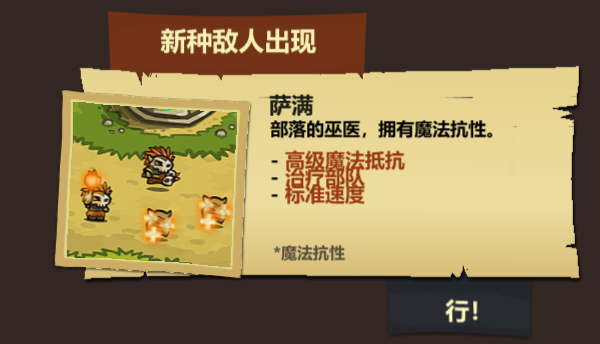 新种敌人出现
萨满
部落的巫医，拥有魔法抗性。
- 高级魔法抵抗
- 治疗部队
- 标准速度
*魔法抗性
行!